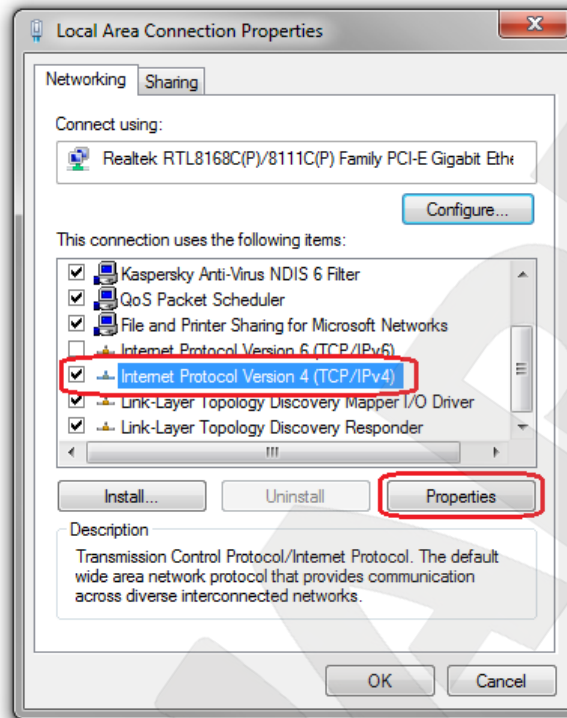 Local Area Connection Properties
Networking
Sharing
Connect using:
Realtek RTL8168C(P)/8111C(P) Family PCI-E Gigabit Ethe
Configure...
This connection uses the following items:
Kaspersky Anti-Virus NDIS 6 Filter
QoS Packet Scheduler
File and Printer Sharing for Microsoft Networks
Internet Protocol Version 6 (TCP/IPv6)
Internet Protocol Version 4 (TCP/IPv4)
Link-Layer Topology Discovery Mapper I/O Driver
Link-Layer Topology Discovery Responder
Install...
Uninstall
Properties
Description
Transmission Control Protocol/Internet Protocol. The default
wide area network protocol that provides communication
across diverse interconnected networks.
OK
Cancel